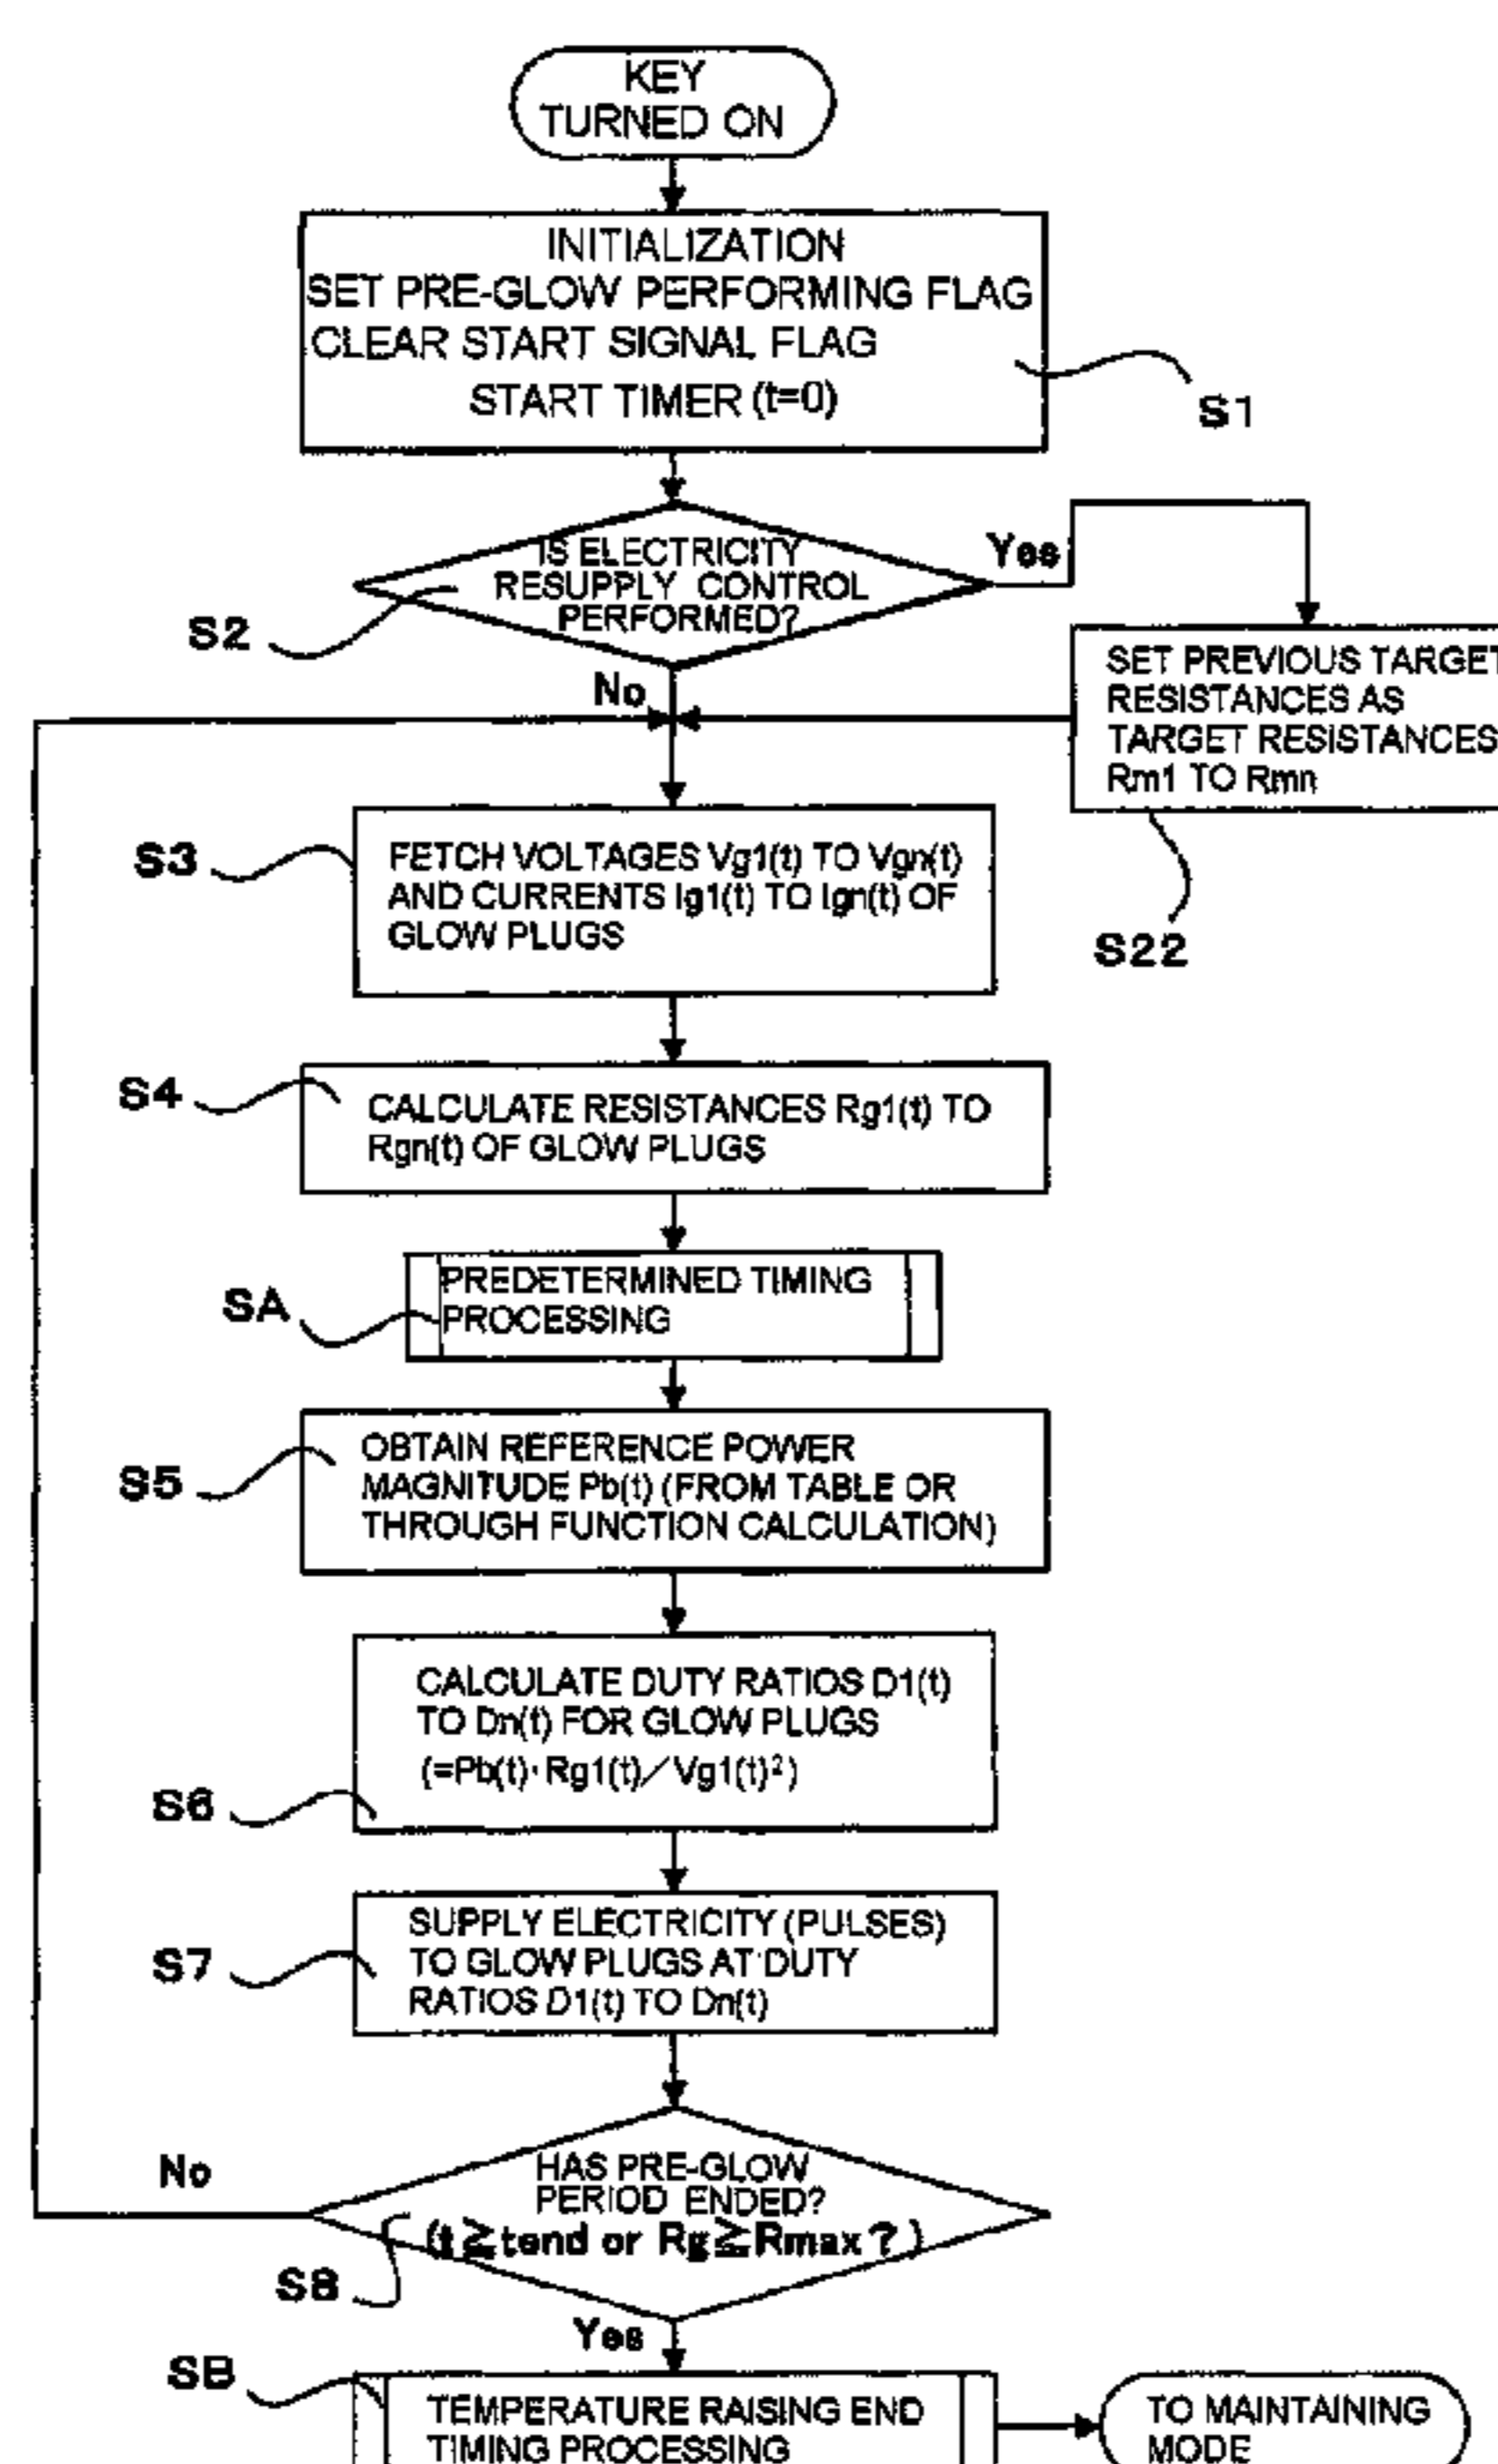 KEY
TURNED ON
INITIALIZATION
SET PRE-GLOW PERFORMING FLAG
CLEAR START SIGNAL FLAG
START TIMER (t=0)
S1
IS ELECTRICITY
RESUPPLY CONTROL
PERFORMED?
Yes
S2
No
SET PREVIOUS TARGET
RESISTANCES AS
TARGET RESISTANCES
Rm1 TO Rmn
S22
S3
FETCH VOLTAGES Vg1(t) TO Vgn(t)
AND CURRENTS Ig1(t) TO Ign(t) OF
GLOW PLUGS
S4
CALCULATE RESISTANCES Rg1(t) TO
Rgn(t) OF GLOW PLUGS
SA
PREDETERMINED TIMING
PROCESSING
S5
OBTAIN REFERENCE POWER
MAGNITUDE Pb(t) (FROM TABLE OR
THROUGH FUNCTION CALCULATION)
S6
CALCULATE DUTY RATIOS D1(t)
TO Dn(t) FOR GLOW PLUGS
(=Pb(t)·Rg1(t)／Vg1(t)²)
S7
SUPPLY ELECTRICITY (PULSES)
TO GLOW PLUGS AT DUTY
RATIOS D1(t) TO Dn(t)
No
HAS PRE-GLOW
PERIOD ENDED?
(t≧tend or Rg≧Rmax?)
S8
Yes
SB
TEMPERATURE RAISING END
TIMING PROCESSING
TO MAINTAINING
MODE